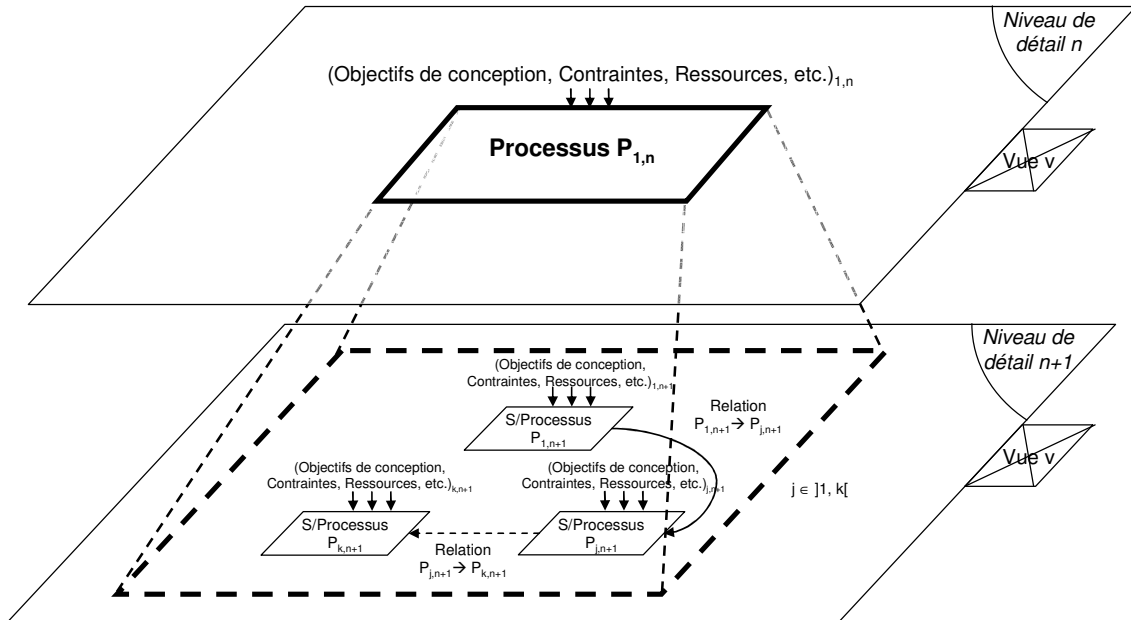 Niveau de
détail n
(Objectifs de conception, Contraintes, Ressources, etc.)1,n
Processus P1,n
Vue v
Niveau de
détail n+1
(Objectifs de conception,
Contraintes, Ressources, etc.)1,n+1
S/Processus
P1,n+1
Relation
P1,n+1→ Pj,n+1
Vue v
(Objectifs de conception,
Contraintes, Ressources, etc.)k,n+1
S/Processus
Pk,n+1
(Objectifs de conception,
Contraintes, Ressources, etc.)j,n+1
S/Processus
Pj,n+1
j ∈ ]1, k[
Relation
Pj,n+1→ Pk,n+1